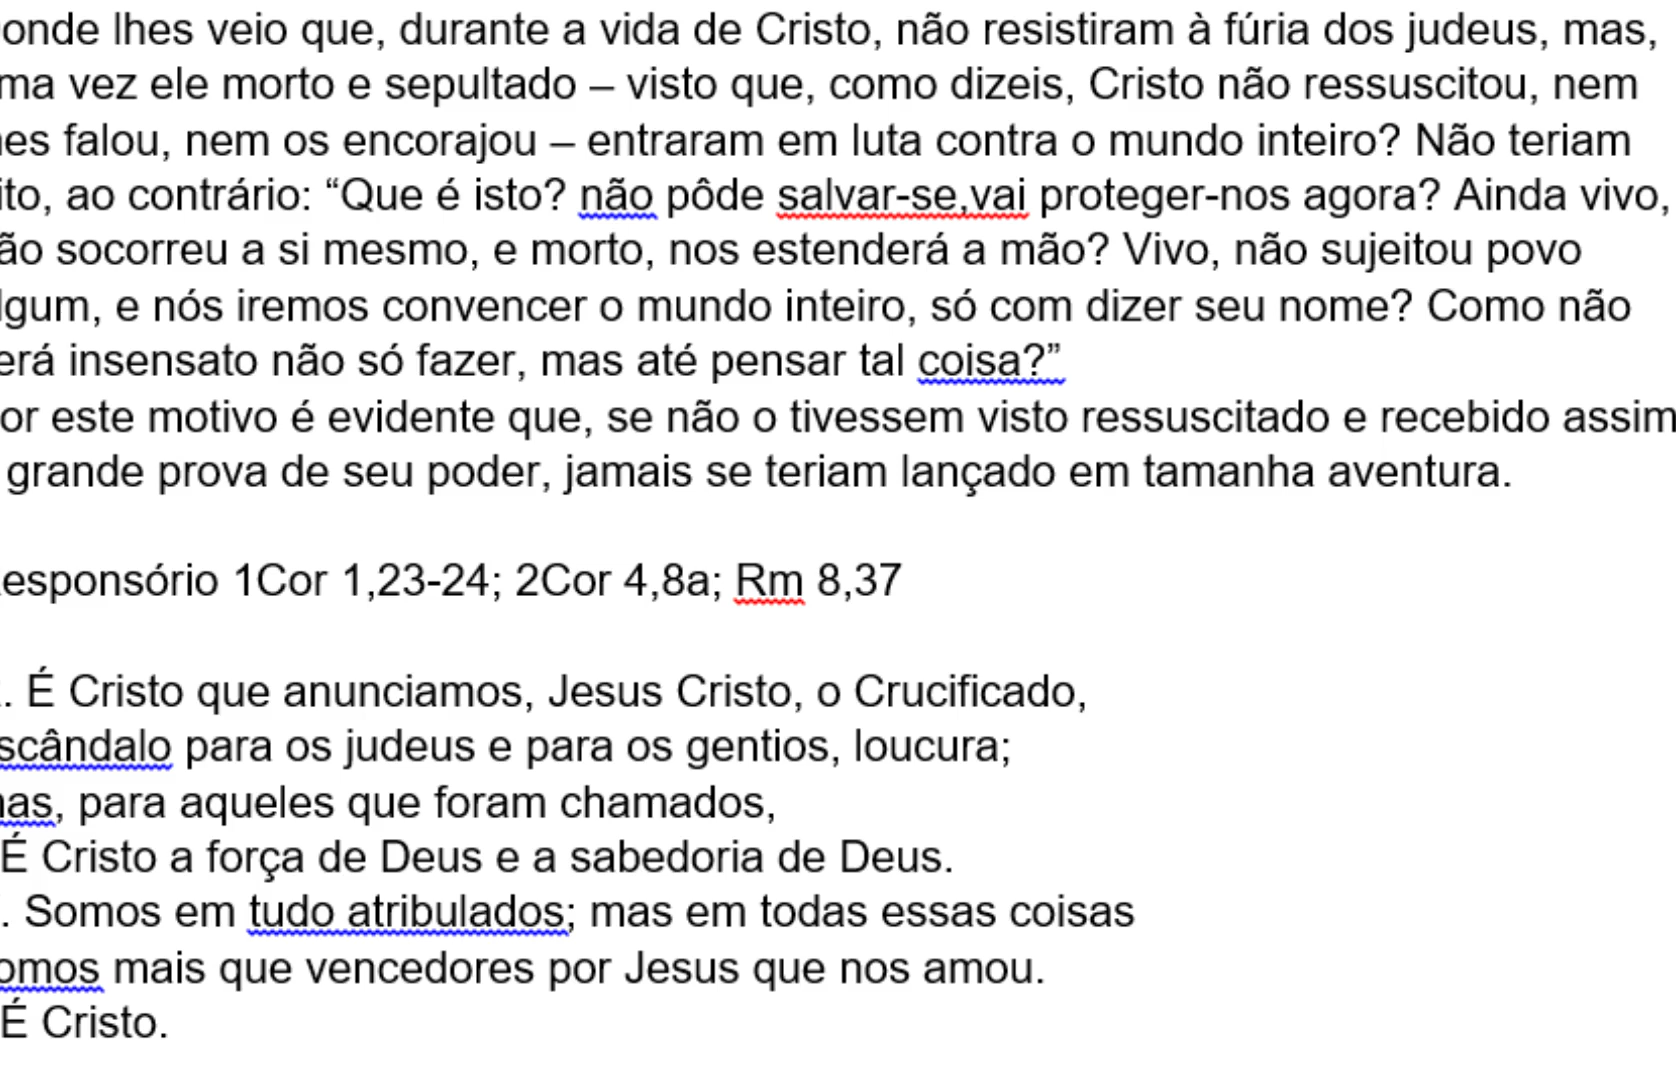 onde lhes veio que, durante a vida de Cristo, não resistiram à fúria dos judeus, mas,
ma vez ele morto e sepultado – visto que, como dizeis, Cristo não ressuscitou, nem
es falou, nem os encorajou – entraram em luta contra o mundo inteiro? Não teriam
ito, ao contrário: “Que é isto? não pôde salvar-se,vai proteger-nos agora? Ainda vivo,
ão socorreu a si mesmo, e morto, nos estenderá a mão? Vivo, não sujeitou povo
lgum, e nós iremos convencer o mundo inteiro, só com dizer seu nome? Como não
erá insensato não só fazer, mas até pensar tal coisa?”
or este motivo é evidente que, se não o tivessem visto ressuscitado e recebido assim
grande prova de seu poder, jamais se teriam lançado em tamanha aventura.
esponsório 1Cor 1,23-24; 2Cor 4,8a; Rm 8,37
. É Cristo que anunciamos, Jesus Cristo, o Crucificado,
scândalo para os judeus e para os gentios, loucura;
as, para aqueles que foram chamados,
É Cristo a força de Deus e a sabedoria de Deus.
. Somos em tudo atribulados; mas em todas essas coisas
omos mais que vencedores por Jesus que nos amou.
É Cristo.